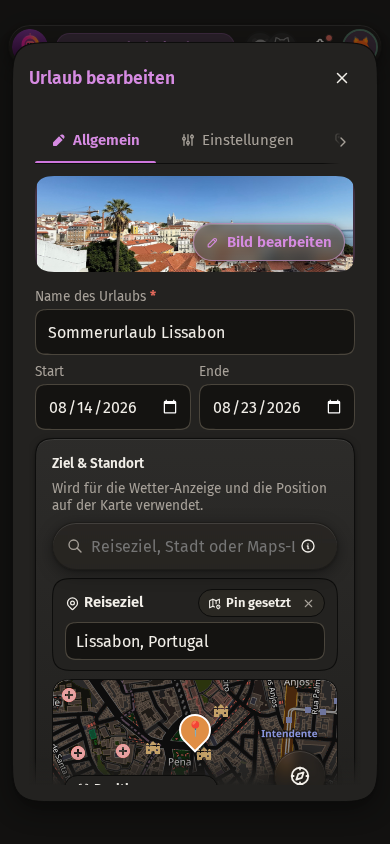 Urlaub bearbeiten
Allgemein
Einstellungen
Bild bearbeiten
Name des Urlaubs *
Sommerurlaub Lissabon
Start
Ende
08/14/2026
08/23/2026
Ziel & Standort
Wird für die Wetter-Anzeige und die Position
auf der Karte verwendet.
Reiseziel, Stadt oder Maps-L
Reiseziel
Pin gesetzt
Lissabon, Portugal
Anjos
Intendente
Pena